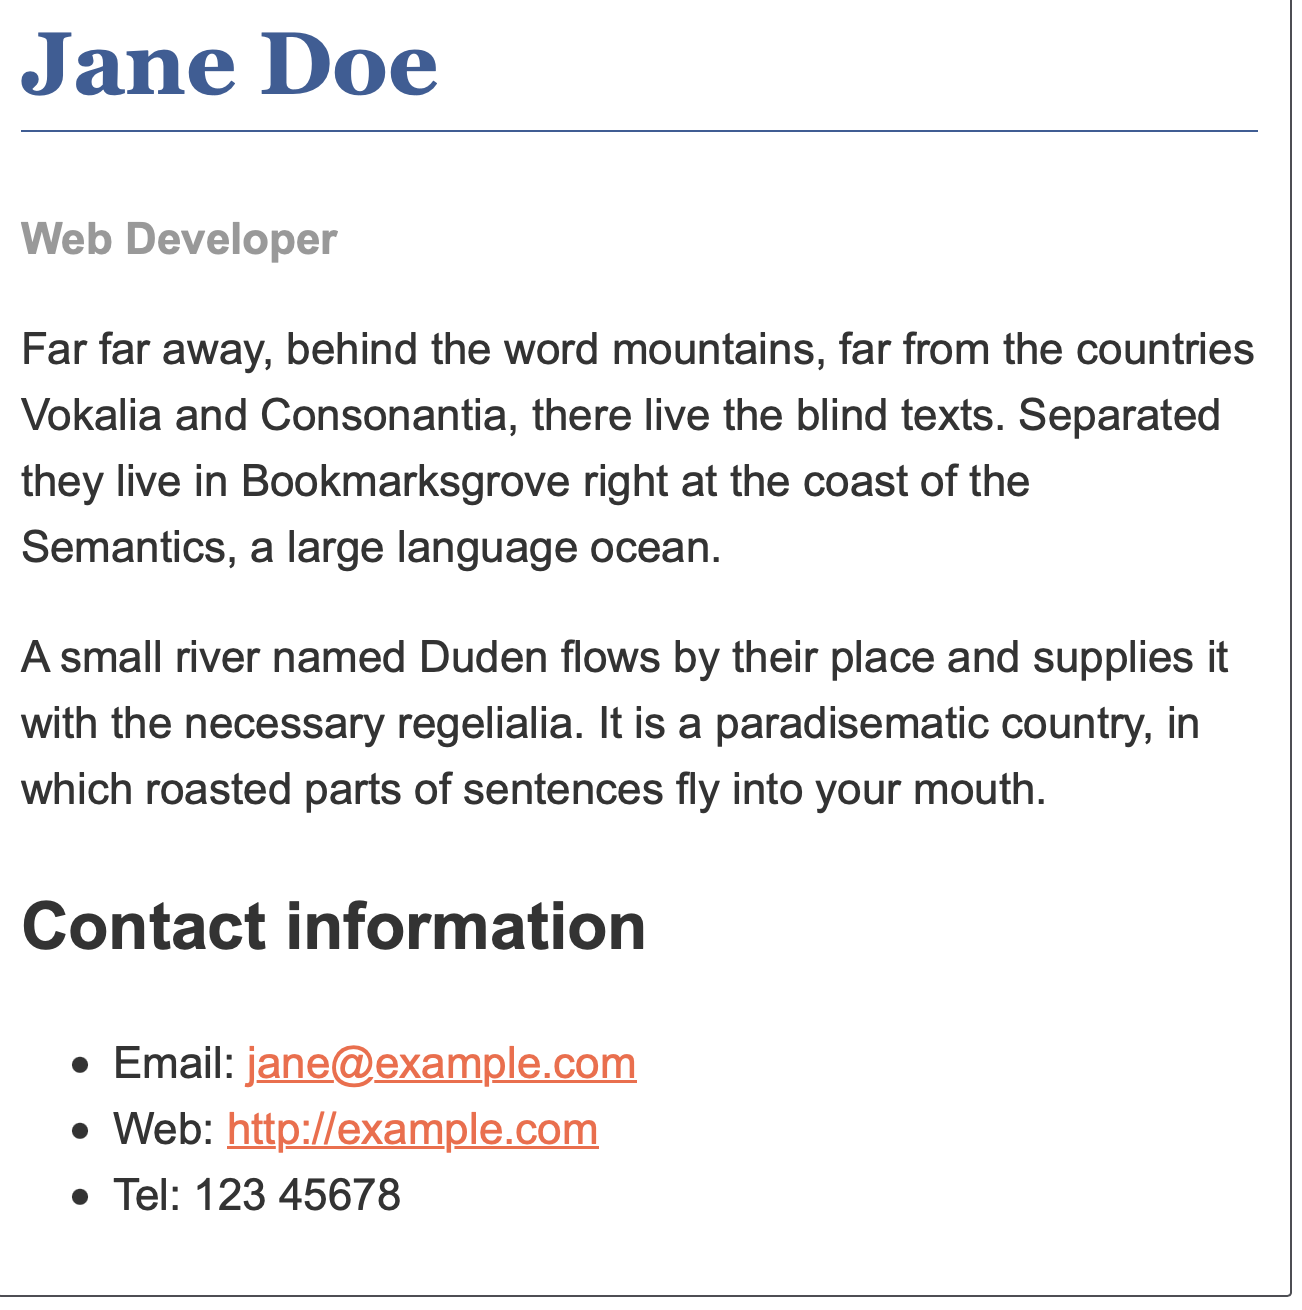 Jane Doe
Web Developer
Far far away, behind the word mountains, far from the countries
Vokalia and Consonantia, there live the blind texts. Separated
they live in Bookmarksgrove right at the coast of the
Semantics, a large language ocean.
A small river named Duden flows by their place and supplies it
with the necessary regelialia. It is a paradisematic country, in
which roasted parts of sentences fly into your mouth.
Contact information
• Email: jane@example.com
• Web: http://example.com
• Tel: 123 45678